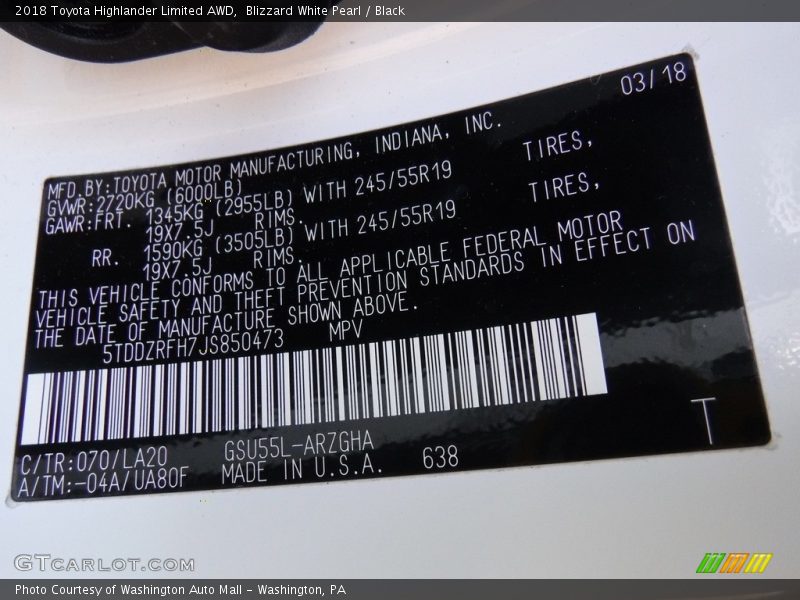 2018 Toyota Highlander Limited AWD,  Blizzard White Pearl / Black
03/18
MFD.BY:TOYOTA MOTOR MANUFACTURING, INDIANA, INC.
GVWR:2720KG (6000LB)
GAWR:FRT. 1345KG (2955LB) WITH 245/55R19 TIRES,
19X7.5J RIMS.
RR. 1590KG (3505LB) WITH 245/55R19 TIRES,
19X7.5J RIMS.
THIS VEHICLE CONFORMS TO ALL APPLICABLE FEDERAL MOTOR
VEHICLE SAFETY AND THEFT PREVENTION STANDARDS IN EFFECT ON
THE DATE OF MANUFACTURE SHOWN ABOVE.
5TDDZRFH7JS850473 MPV
T
C/TR:070/LA20 GSU55L-ARZGHA
A/TM:-04A/UA80F MADE IN U.S.A. 638
GTCARLOT.COM
Photo Courtesy of Washington Auto Mall - Washington, PA